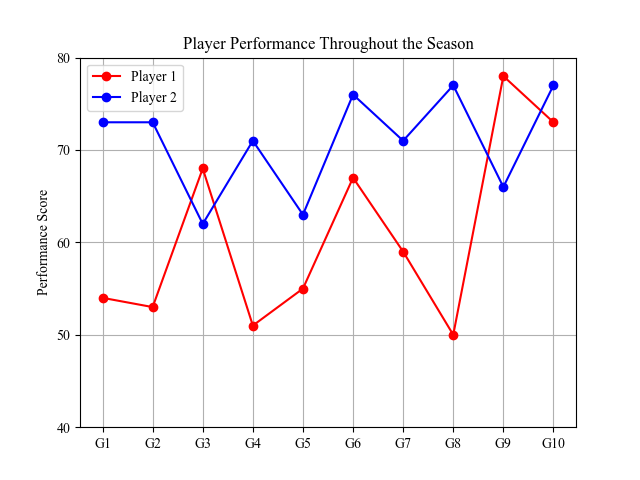 Player Performance Throughout the Season
Player 1
Player 2
Performance Score
80
70
60
50
40
G1 G2 G3 G4 G5 G6 G7 G8 G9 G10